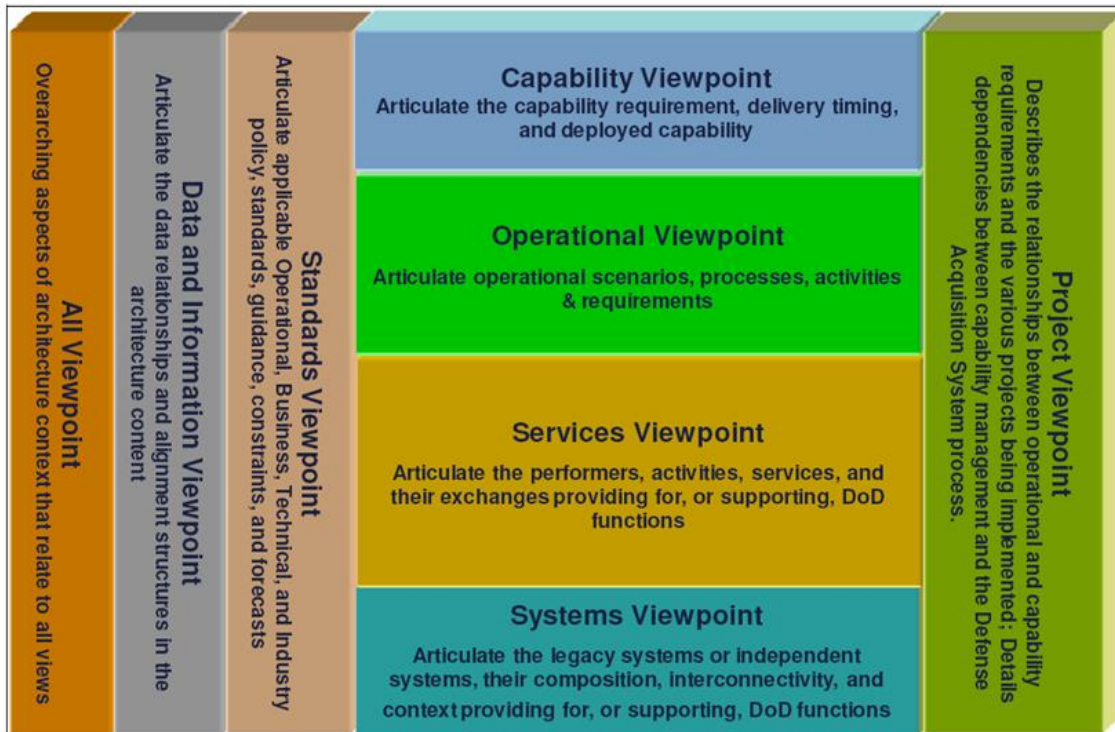 All Viewpoint
Overarching aspects of architecture context that relate to all views
Data and Information Viewpoint
Articulate the data relationships and alignment structures in the
architecture content
Standards Viewpoint
Articulate applicable Operational, Business, Technical, and Industry
policy, standards, guidance, constraints, and forecasts
Capability Viewpoint
Articulate the capability requirement, delivery timing,
and deployed capability
Operational Viewpoint
Articulate operational scenarios, processes, activities
& requirements
Services Viewpoint
Articulate the performers, activities, services, and
their exchanges providing for, or supporting, DoD
functions
Systems Viewpoint
Articulate the legacy systems or independent
systems, their composition, interconnectivity, and
context providing for, or supporting, DoD functions
Project Viewpoint
Describes the relationships between operational and capability
requirements and the various projects being implemented; Details
dependencies between capability management and the Defense
Acquisition System process.